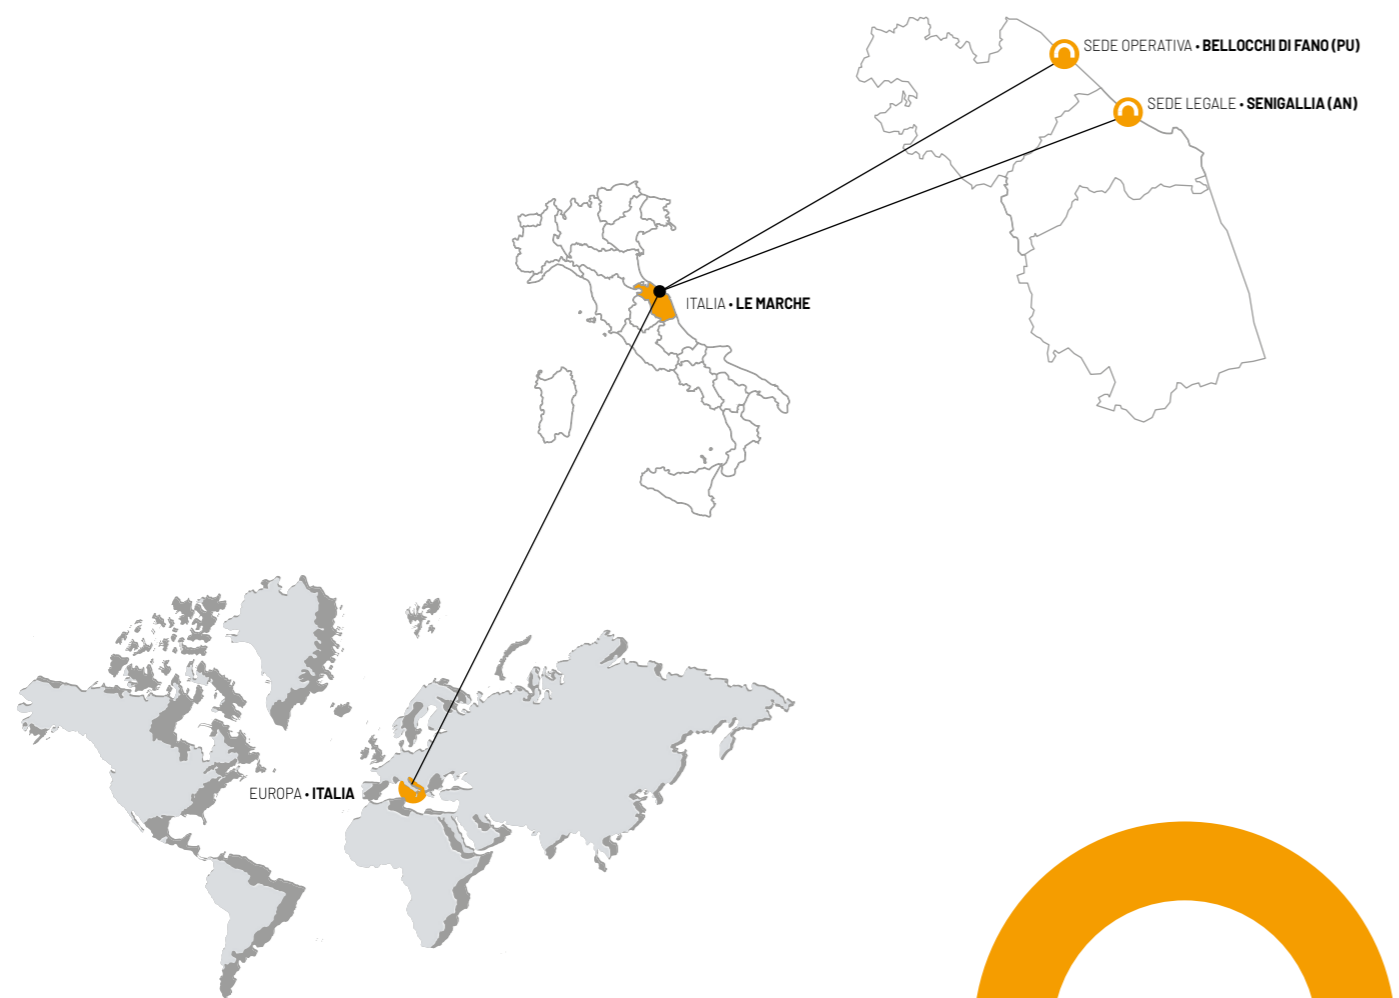 SEDE OPERATIVA • BELLOCCHI DI FANO (PU)
SEDE LEGALE • SENIGALLIA (AN)
ITALIA • LE MARCHE
EUROPA • ITALIA